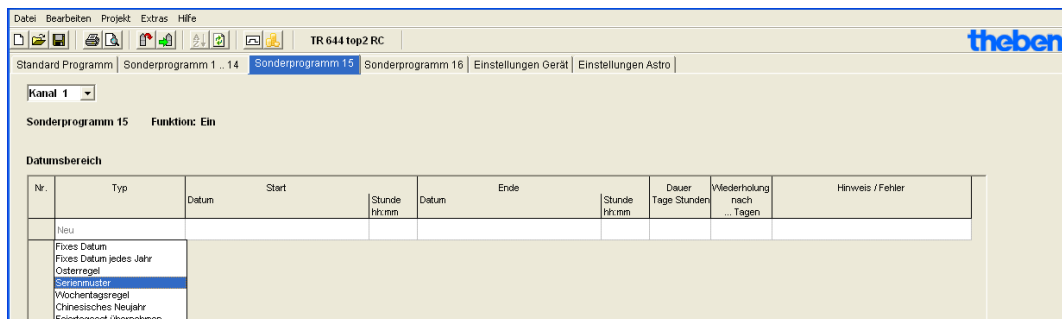 Datei Bearbeiten Projekt Extras Hilfe
TR 644 top2 RC
theben
Standard Programm Sonderprogramm 1 .. 14 Sonderprogramm 15 Sonderprogramm 16 Einstellungen Gerät Einstellungen Astro
Kanal 1
Sonderprogramm 15 Funktion: Ein
Datumsbereich
Nr. Typ Start Ende Dauer Wiederholung Hinweis / Fehler
Datum Stunde Datum Stunde Tage Stunden nach
hh:mm hh:mm ... Tagen
Neu
Fixes Datum
Fixes Datum jedes Jahr
Osterregel
Serienmuster
Wochentagsregel
Chinesisches Neujahr
Feiertagsset übernehmen